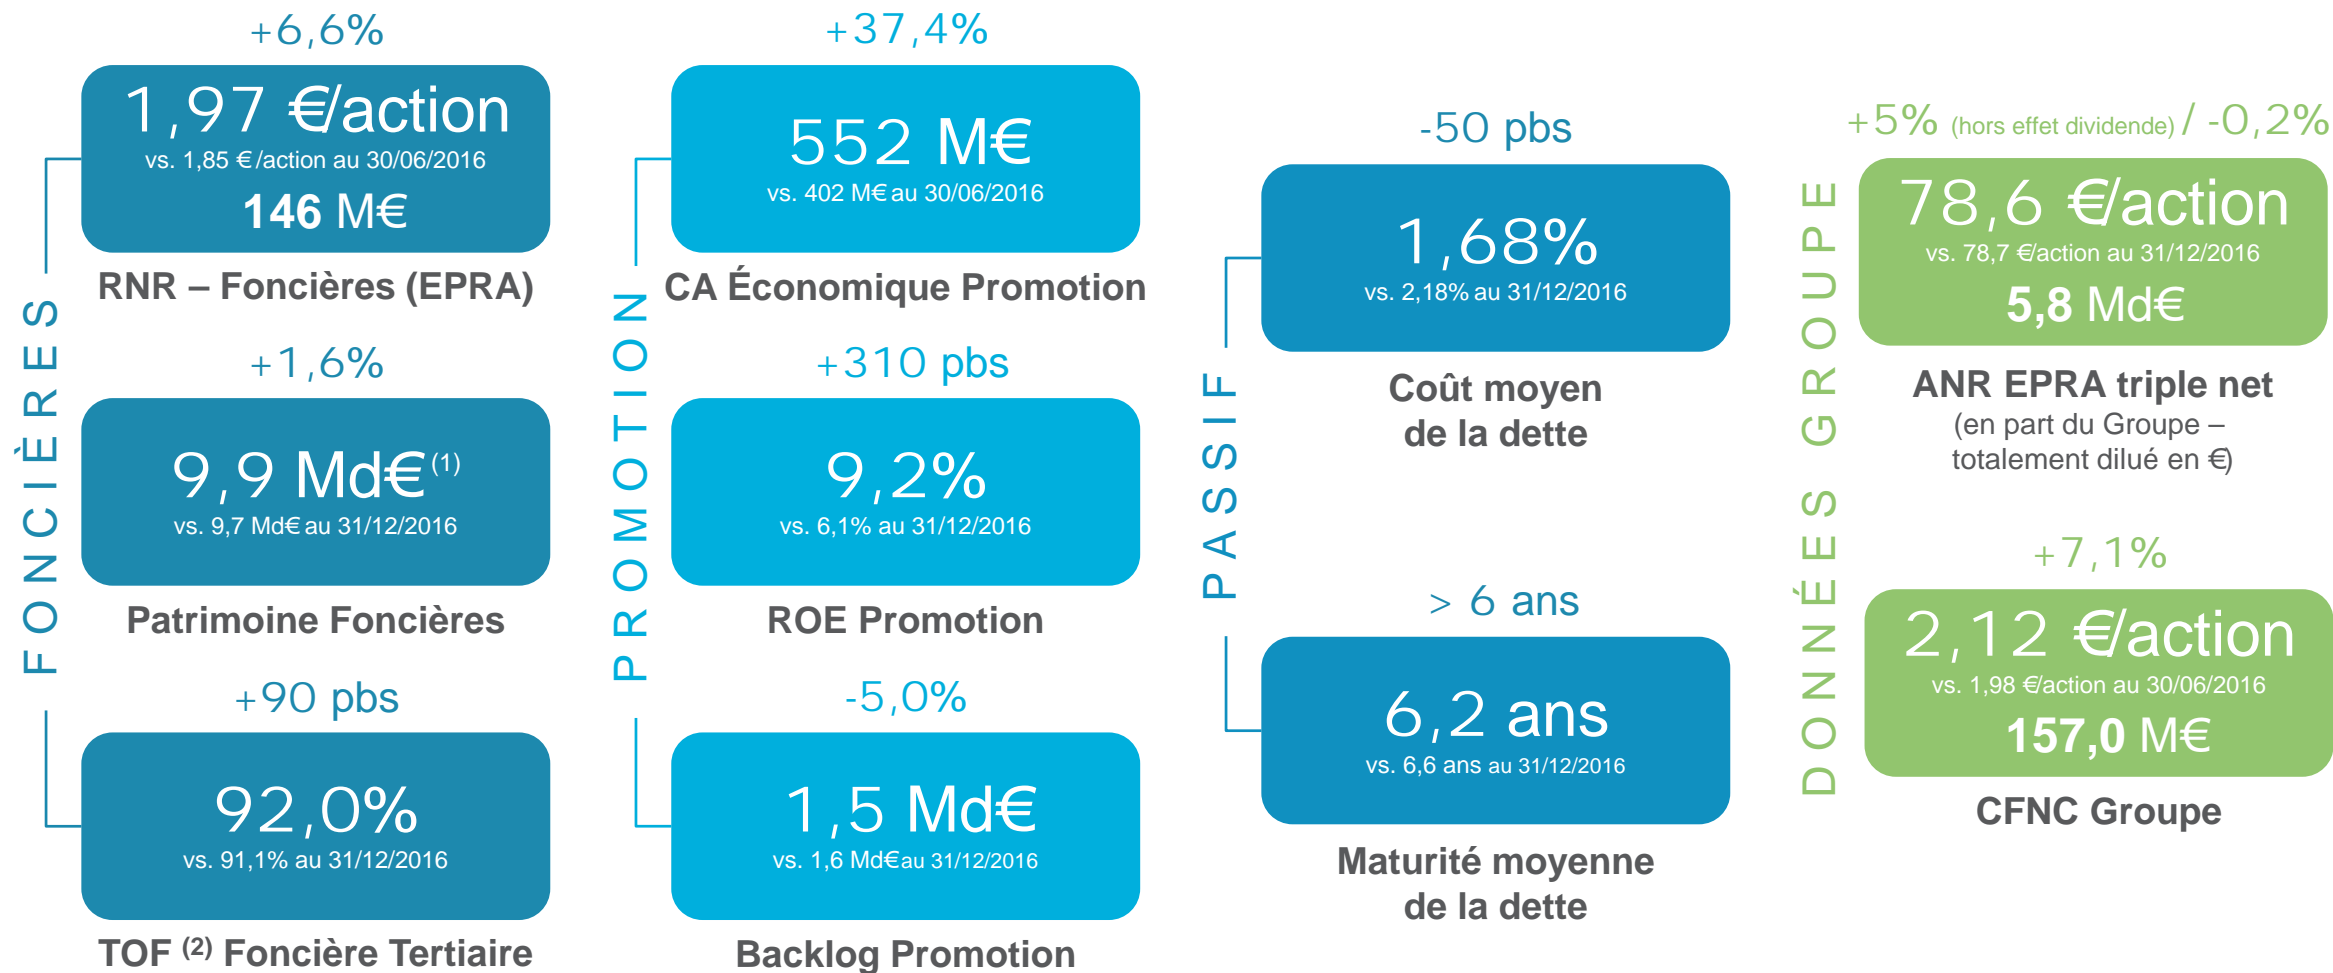 FONCIÈRES
+6,6%
1,97 €/action
vs. 1,85 €/action au 30/06/2016
146 M€
RNR – Foncières (EPRA)
+1,6%
9,9 Md€ (1)
vs. 9,7 Md€ au 31/12/2016
Patrimoine Foncières
+90 pbs
92,0%
vs. 91,1% au 31/12/2016
TOF (2) Foncière Tertiaire
PROMOTION
+37,4%
552 M€
vs. 402 M€ au 30/06/2016
CA Économique Promotion
+310 pbs
9,2%
vs. 6,1% au 31/12/2016
ROE Promotion
-5,0%
1,5 Md€
vs. 1,6 Md€ au 31/12/2016
Backlog Promotion
PASSIF
-50 pbs
1,68%
vs. 2,18% au 31/12/2016
Coût moyen
de la dette
> 6 ans
6,2 ans
vs. 6,6 ans au 31/12/2016
Maturité moyenne
de la dette
DONNÉES GROUPE
+5% (hors effet dividende) / -0,2%
78,6 €/action
vs. 78,7 €/action au 31/12/2016
5,8 Md€
ANR EPRA triple net
(en part du Groupe –
totalement dilué en €)
+7,1%
2,12 €/action
vs. 1,98 €/action au 30/06/2016
157,0 M€
CFNC Groupe